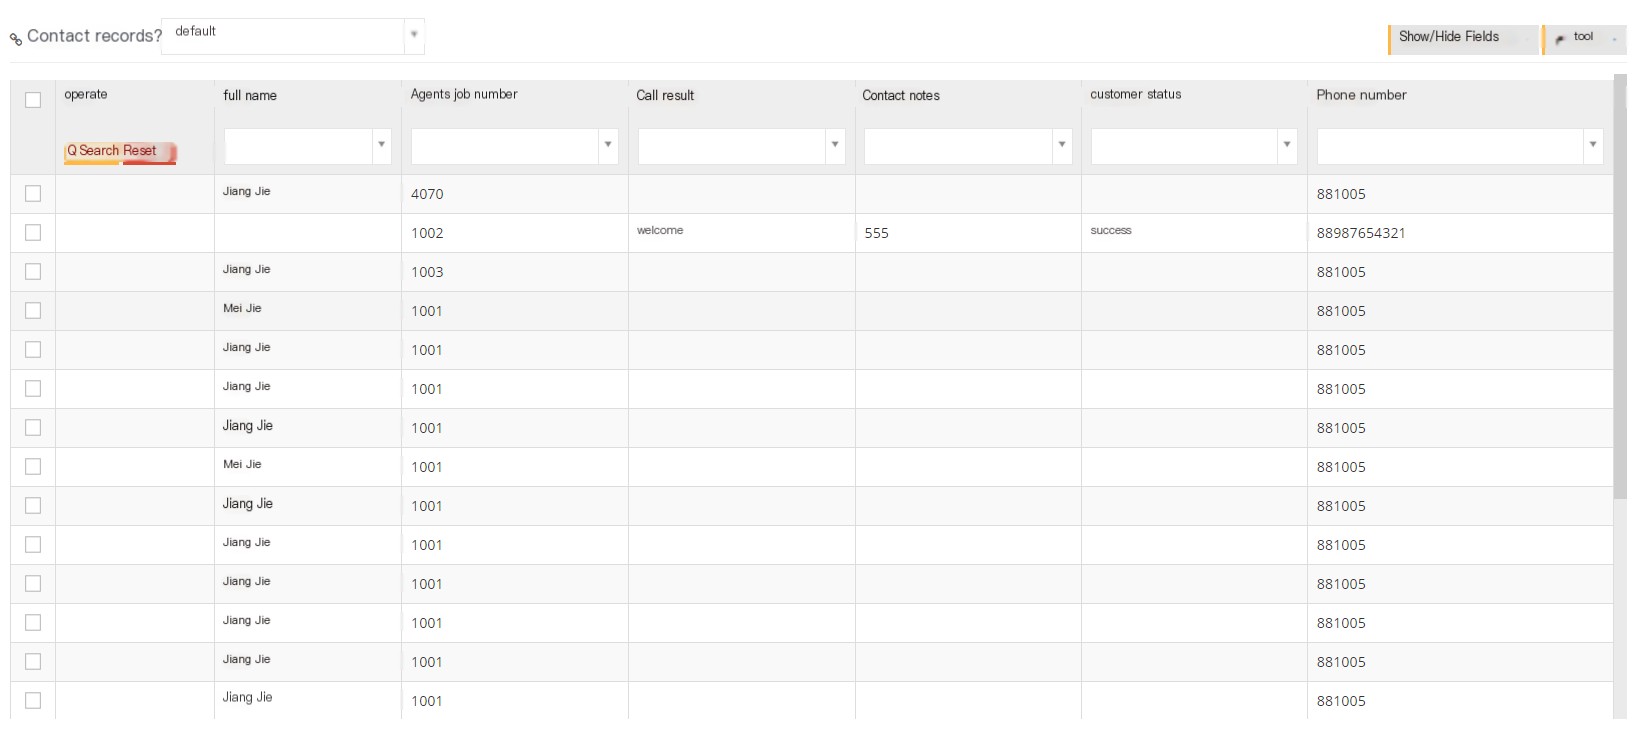 Contact records? default
Show/Hide Fields tool
operate full name Agents job number Call result Contact notes customer status Phone number
Q Search Reset
Jiang Jie 4070 881005
1002 welcome 555 success 88987654321
Jiang Jie 1003 881005
Mei Jie 1001 881005
Jiang Jie 1001 881005
Jiang Jie 1001 881005
Jiang Jie 1001 881005
Mei Jie 1001 881005
Jiang Jie 1001 881005
Jiang Jie 1001 881005
Jiang Jie 1001 881005
Jiang Jie 1001 881005
Jiang Jie 1001 881005
Jiang Jie 1001 881005